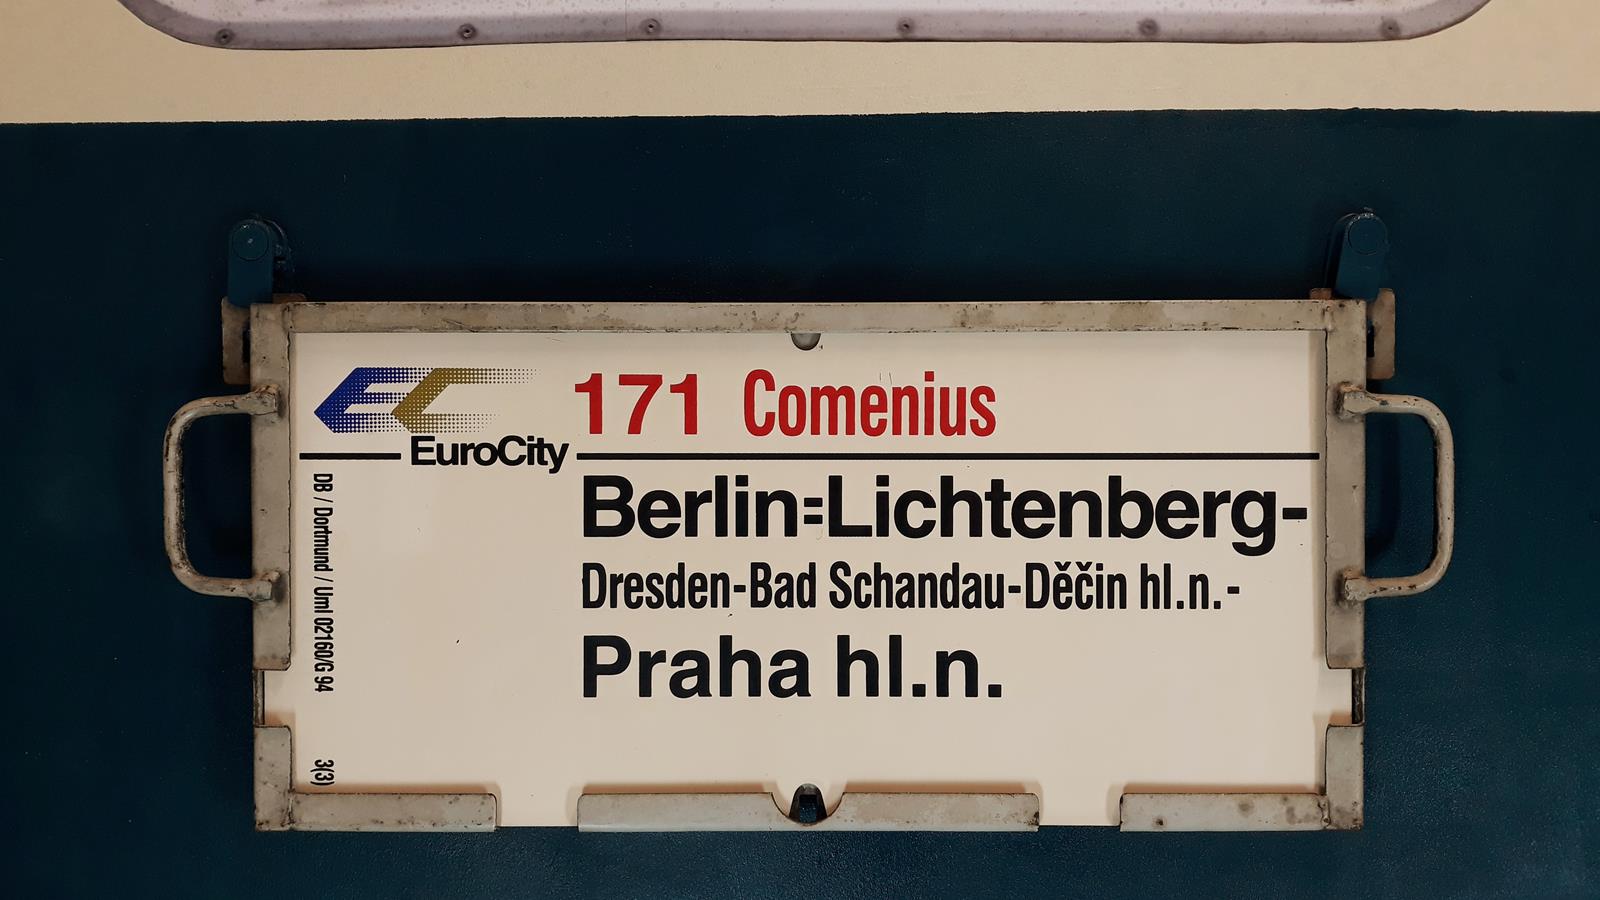 EC 171 Comenius
EuroCity
Berlin=Lichtenberg-
Dresden-Bad Schandau-Děčin hl.n.-
Praha hl.n.
DB / Dortmund / Uml 02160/G 94
3(3)